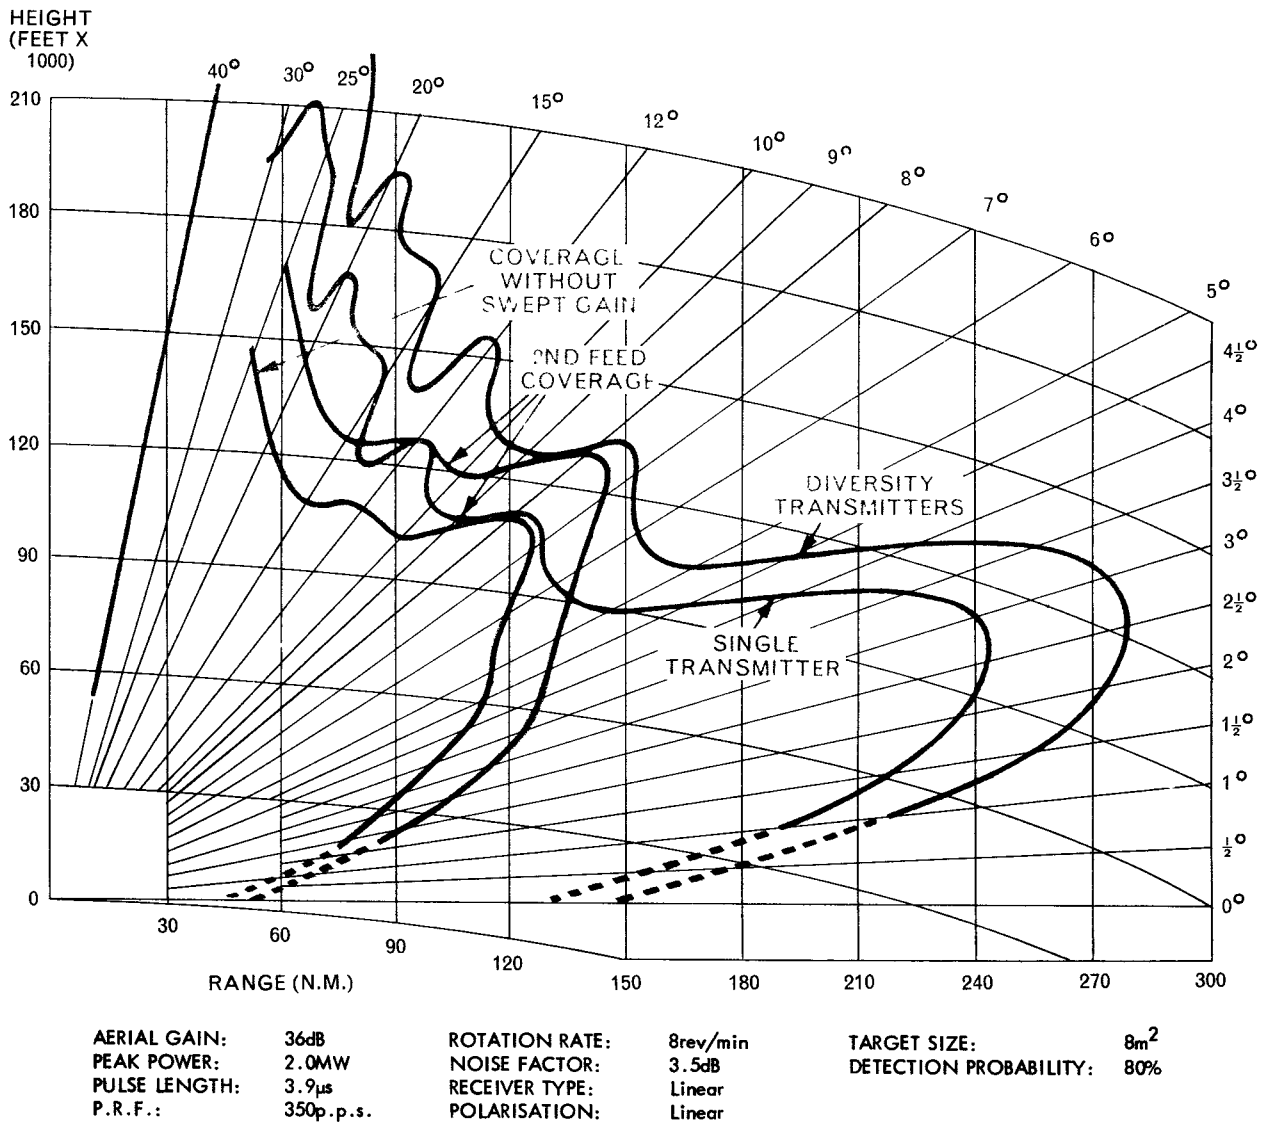 HEIGHT
(FEET X
1000)
40° 30° 25° 20° 15° 12° 10° 9° 8° 7° 6° 5°
210
180
150
120
90
60
30
0
4½°
4°
3½°
3°
2½°
2°
1½°
1°
½°
0°
COVERAGE
WITHOUT
SWEPT GAIN
2ND FEED
COVERAGE
DIVERSITY
TRANSMITTERS
SINGLE
TRANSMITTER
30 60 90 120 150 180 210 240 270 300
RANGE (N.M.)
AERIAL GAIN: 36dB ROTATION RATE: 8rev/min TARGET SIZE: 8m²
PEAK POWER: 2.0MW NOISE FACTOR: 3.5dB DETECTION PROBABILITY: 80%
PULSE LENGTH: 3.9µs RECEIVER TYPE: Linear
P.R.F.: 350p.p.s. POLARISATION: Linear